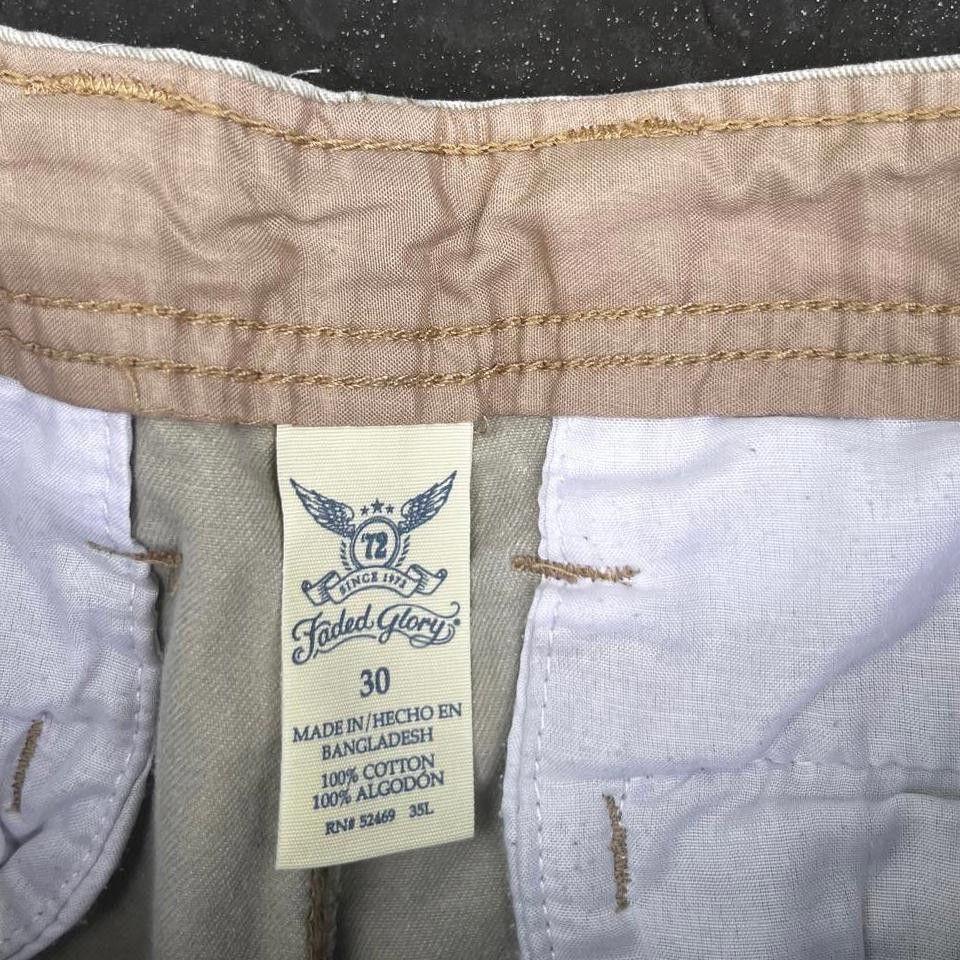 '72
SINCE 1972
Faded Glory®
30
MADE IN/HECHO EN
BANGLADESH
100% COTTON
100% ALGODÓN
RN# 52469 35L